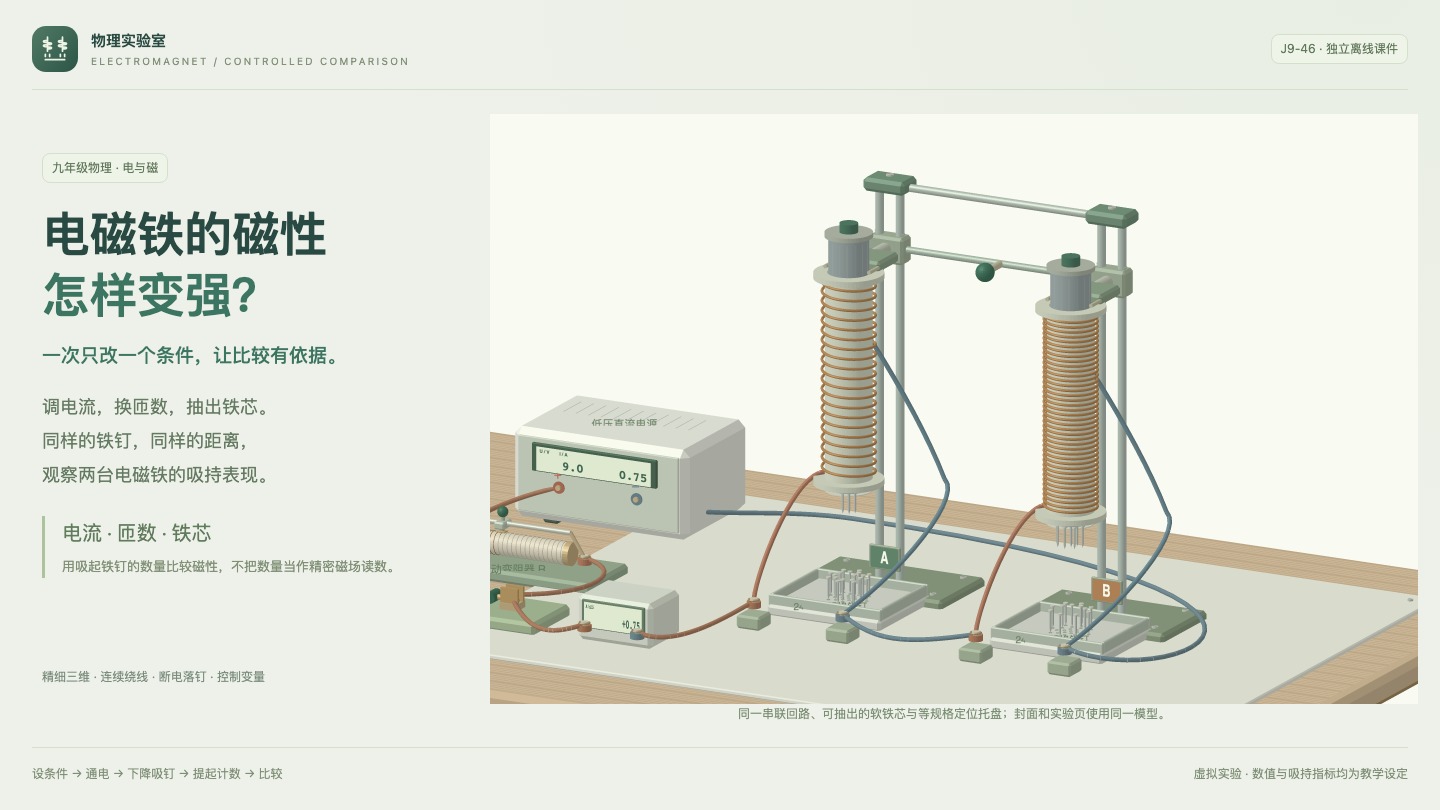 物理实验室
ELECTROMAGNET / CONTROLLED COMPARISON
J9-46 · 独立离线课件
九年级物理 · 电与磁
电磁铁的磁性
怎样变强?
一次只改一个条件，让比较有依据。
调电流，换匝数，抽出铁芯。
同样的铁钉，同样的距离，
观察两台电磁铁的吸持表现。
电流 · 匝数 · 铁芯
用吸起铁钉的数量比较磁性，不把数量当作精密磁场读数。
精细三维 · 连续绕线 · 断电落钉 · 控制变量
低压直流电源
U/V I/A
9.0 0.75
动变阻器 R
+0.75
A
B
同一串联回路、可抽出的软铁芯与等规格定位托盘；封面和实验页使用同一模型。
设条件 → 通电 → 下降吸钉 → 提起计数 → 比较
虚拟实验 · 数值与吸持指标均为教学设定